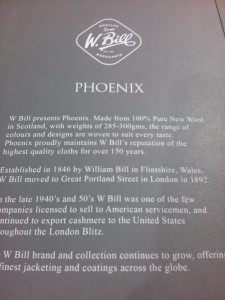 W. Bill
PHOENIX
W Bill presents Phoenix. Made from 100% Pure New Wool
in Scotland, with weights of 285-300gms, the range of
colours and designs are woven to suit every taste.
Phoenix proudly maintains W Bill's reputation of the
highest quality cloths for over 150 years.
Established in 1846 by William Bill in Flintshire, Wales,
W Bill moved to Great Portland Street in London in 1892.
n the late 1940's and 50's W Bill was one of the few
ompanies licensed to sell to American servicemen, and
ntinued to export cashmere to the United States
oughout the London Blitz.
W Bill brand and collection continues to grow, offering
finest jacketing and coatings across the globe.